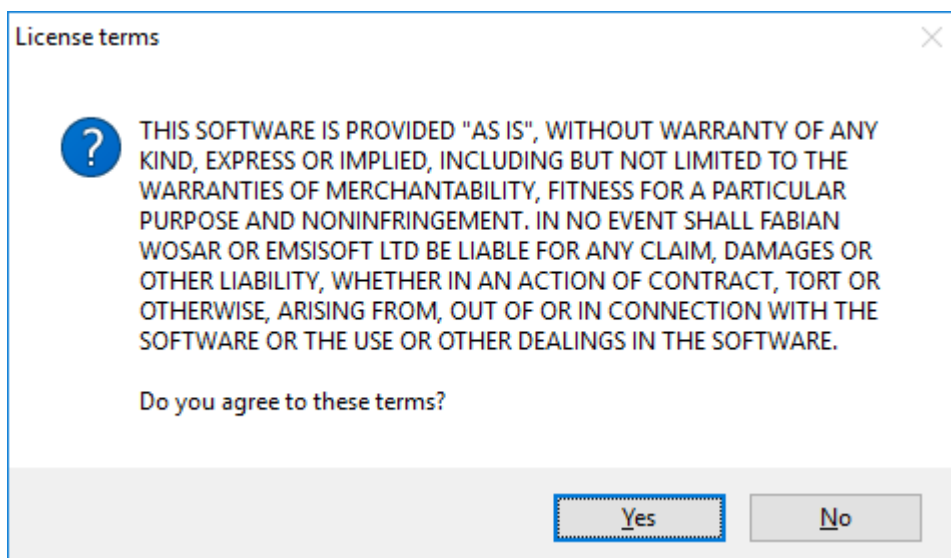 License terms
THIS SOFTWARE IS PROVIDED "AS IS", WITHOUT WARRANTY OF ANY
KIND, EXPRESS OR IMPLIED, INCLUDING BUT NOT LIMITED TO THE
WARRANTIES OF MERCHANTABILITY, FITNESS FOR A PARTICULAR
PURPOSE AND NONINFRINGEMENT. IN NO EVENT SHALL FABIAN
WOSAR OR EMSISOFT LTD BE LIABLE FOR ANY CLAIM, DAMAGES OR
OTHER LIABILITY, WHETHER IN AN ACTION OF CONTRACT, TORT OR
OTHERWISE, ARISING FROM, OUT OF OR IN CONNECTION WITH THE
SOFTWARE OR THE USE OR OTHER DEALINGS IN THE SOFTWARE.
Do you agree to these terms?
Yes No